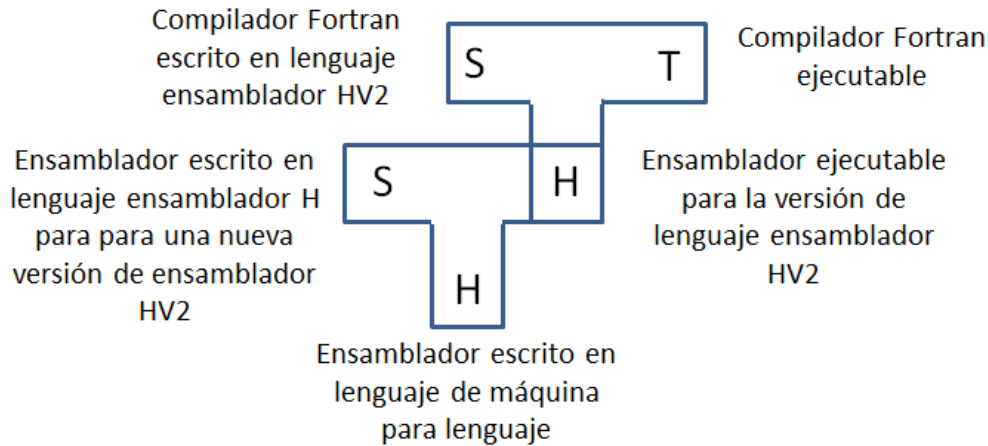 Compilador Fortran
escrito en lenguaje
ensamblador HV2
S T
Compilador Fortran
ejecutable
Ensamblador escrito en
lenguaje ensamblador H
para para una nueva
versión de ensamblador
HV2
S H
Ensamblador ejecutable
para la versión de
lenguaje ensamblador
HV2
H
Ensamblador escrito en
lenguaje de máquina
para lenguaje